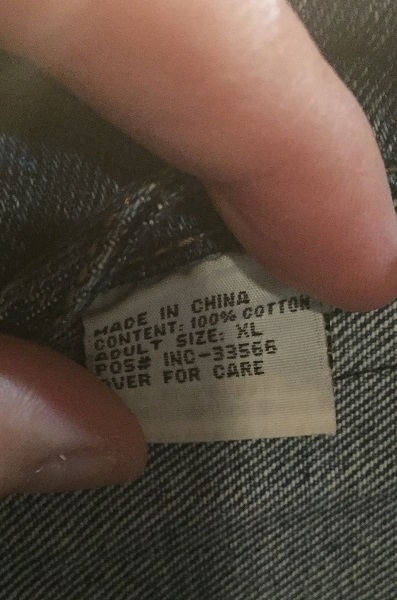 MADE IN CHINA
CONTENT: 100% COTTON
ADULT SIZE: XL
POS# INC-33566
OVER FOR CARE